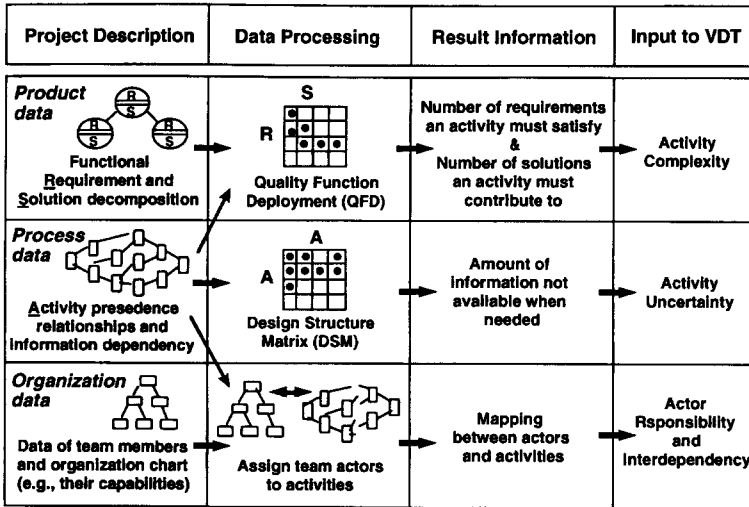 Project Description
Data Processing
Result Information
Input to VDT
Product
data
R
S
R
S
R
S
Functional
Requirement and
Solution decomposition
S
R
Quality Function
Deployment (QFD)
Number of requirements
an activity must satisfy
&
Number of solutions
an activity must
contribute to
Activity
Complexity
Process
data
Activity presedence
relationships and
information dependency
A
A
Design Structure
Matrix (DSM)
Amount of
information not
available when
needed
Activity
Uncertainty
Organization
data
Data of team members
and organization chart
(e.g., their capabilities)
Assign team actors
to activities
Mapping
between actors
and activities
Actor
Rsponsibility
and
Interdependency